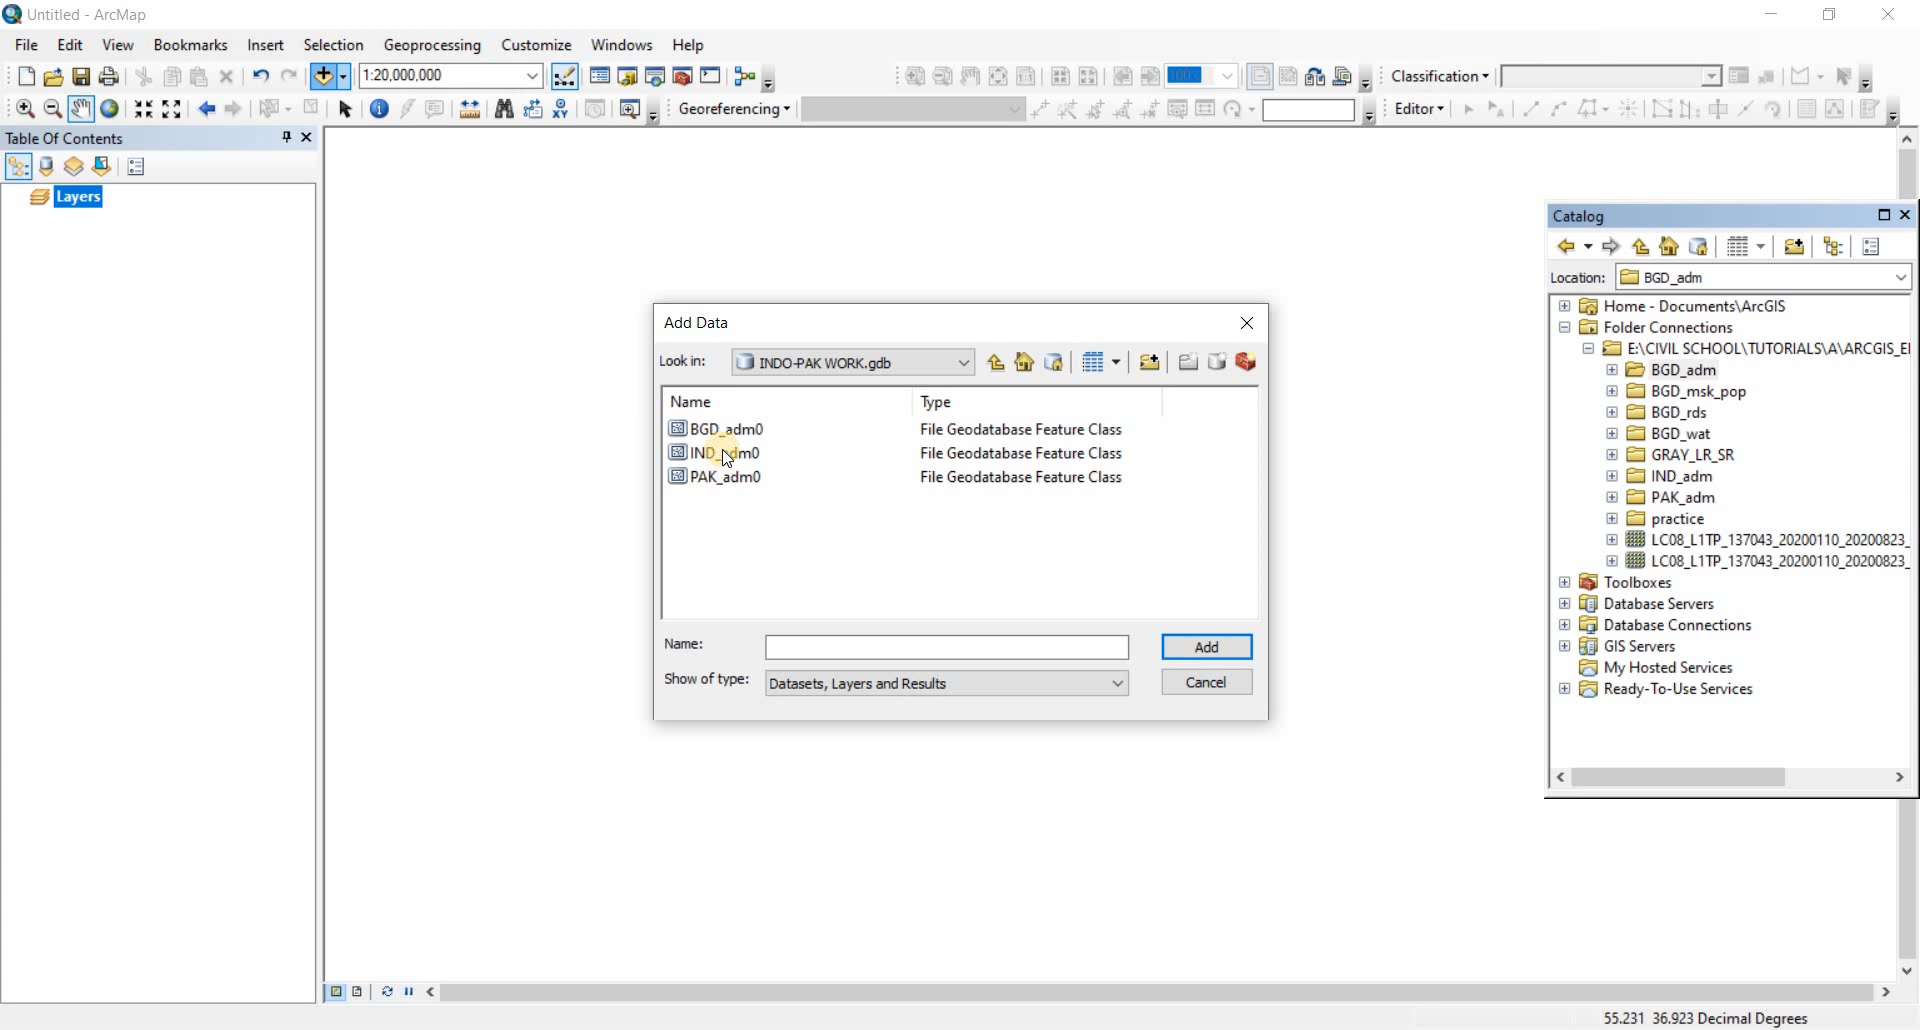 Untitled - ArcMap
File Edit View Bookmarks Insert Selection Geoprocessing Customize Windows Help
1:20,000,000
100%
Classification
Georeferencing
Editor
Table Of Contents
Layers
Catalog
Location: BGD_adm
Home - Documents\ArcGIS
Folder Connections
E:\CIVIL SCHOOL\TUTORIALS\A\ARCGIS_
BGD_adm
BGD_msk_pop
BGD_rds
BGD_wat
GRAY_LR_SR
IND_adm
PAK_adm
practice
LC08_L1TP_137043_20200110_20200823_
LC08_L1TP_137043_20200110_20200823_
Toolboxes
Database Servers
Database Connections
GIS Servers
My Hosted Services
Ready-To-Use Services
Add Data
Look in: INDO-PAK WORK.gdb
Name Type
BGD_adm0 File Geodatabase Feature Class
IND_adm0 File Geodatabase Feature Class
PAK_adm0 File Geodatabase Feature Class
Name: Add
Show of type: Datasets, Layers and Results Cancel
55.231 36.923 Decimal Degrees